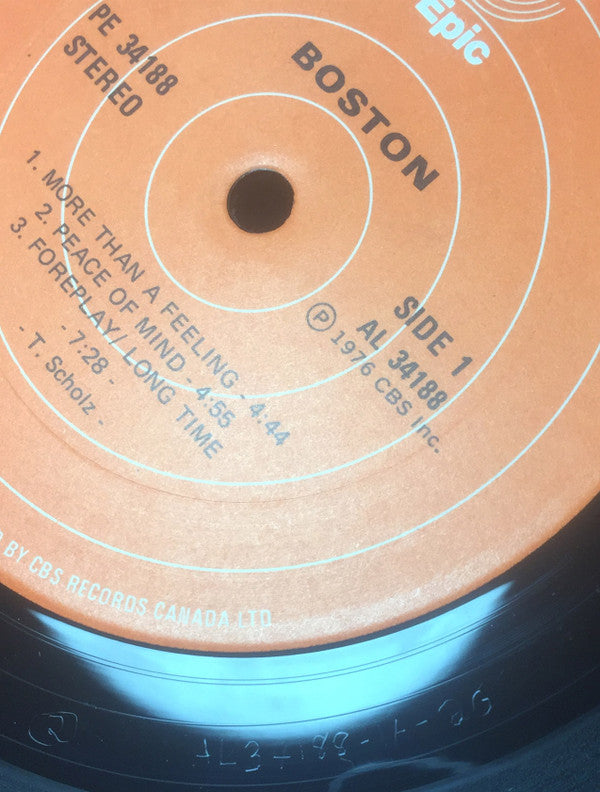 Epic
PE 34188
STEREO
BOSTON
SIDE 1
AL 34188
Ⓟ 1976 CBS Inc.
1. MORE THAN A FEELING - 4:44
2. PEACE OF MIND - 4:55
3. FOREPLAY/ LONG TIME
- 7:28 -
- T. Scholz -
BY CBS RECORDS CANADA LTD
2